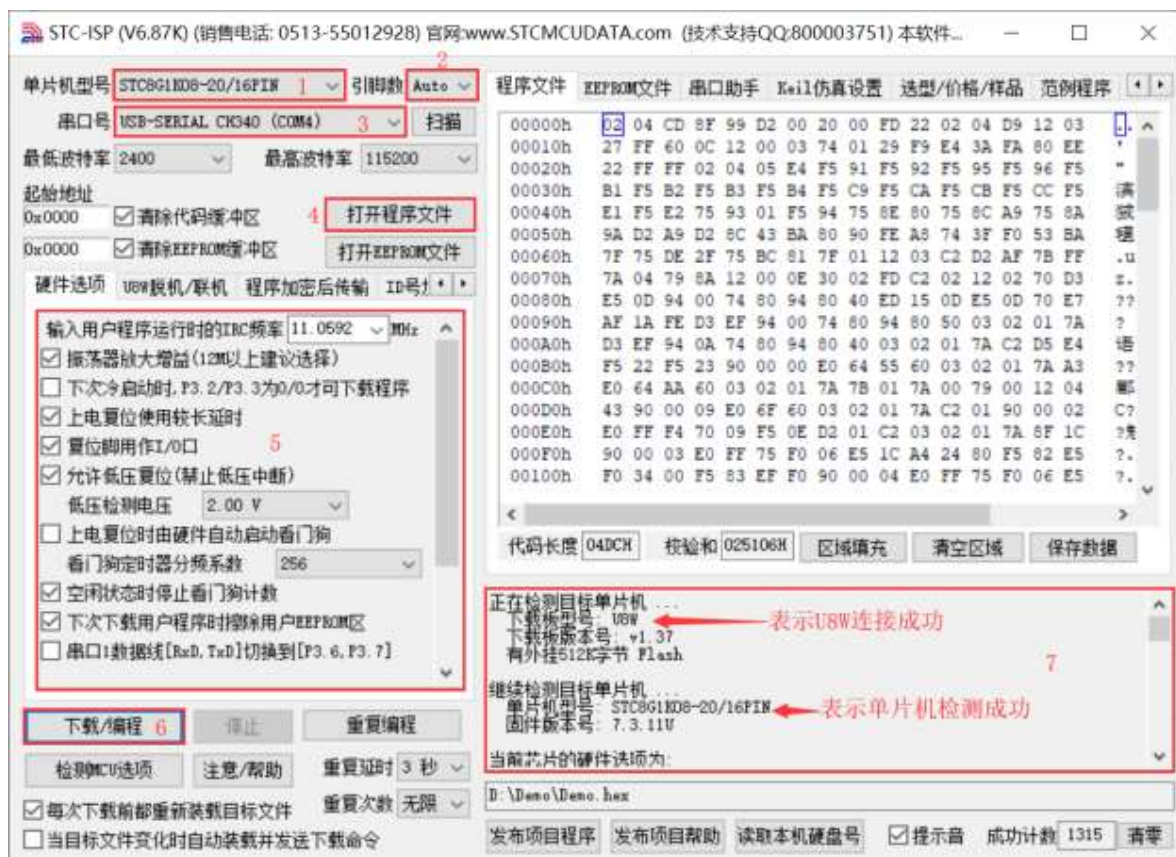 STC-ISP (V6.87K) (销售电话: 0513-55012928) 官网:www.STCMCUDATA.com (技术支持QQ:800003751) 本软件...
2
单片机型号 STC8G1K08-20/16PIN 1 引脚数 Auto
串口号 USB-SERIAL CH340 (COM4) 3 扫描
最低波特率 2400 最高波特率 115200
起始地址
0x0000 清除代码缓冲区 4 打开程序文件
0x0000 清除EEPROM缓冲区 打开EEPROM文件
硬件选项 U8W脱机/联机 程序加密后传输 ID号
输入用户程序运行时的IRC频率 11.0592 MHz
振荡器放大增益(12M以上建议选择)
下次冷启动时,P3.2/P3.3为0/0才可下载程序
上电复位使用较长延时
复位脚用作I/O口 5
允许低压复位(禁止低压中断)
低压检测电压 2.00 V
上电复位时由硬件自动启动看门狗
看门狗定时器分频系数 256
空闲状态时停止看门狗计数
下次下载用户程序时擦除用户EEPROM区
串口1数据线[RxD,TxD]切换到[P3.6,P3.7]
下载/编程 6 停止 重复编程
检测MCU选项 注意/帮助 重复延时 3 秒
每次下载前都重新装载目标文件 重复次数 无限
当目标文件变化时自动装载并发送下载命令
程序文件 EEPROM文件 串口助手 Keil仿真设置 选型/价格/样品 范例程序
00000h 02 04 CD 8F 99 D2 00 20 00 FD 22 02 04 D9 12 03 ..
00010h 27 FF 60 0C 12 00 03 74 01 29 F9 E4 3A FA 80 EE '
00020h 22 FF FF 02 04 05 E4 F5 91 F5 92 F5 95 F5 96 F5 "
00030h B1 F5 B2 F5 B3 F5 B4 F5 C9 F5 CA F5 CB F5 CC F5
00040h E1 F5 E2 75 93 01 F5 94 75 8E 80 75 8C A9 75 8A
00050h 9A D2 A9 D2 8C 43 BA 80 90 FE A8 74 3F F0 53 BA
00060h 7F 75 DE 2F 75 BC 81 7F 01 12 03 C2 D2 AF 7B FF .u
00070h 7A 04 79 8A 12 00 0E 30 02 FD C2 02 12 02 70 D3 z.
00080h E5 0D 94 00 74 80 94 80 40 ED 15 0D E5 0D 70 E7 ??
00090h AF 1A FE D3 EF 94 00 74 80 94 80 50 03 02 01 7A ?
000A0h D3 EF 94 0A 74 80 94 80 40 03 02 01 7A C2 D5 E4 语
000B0h F5 22 F5 23 90 00 00 E0 64 55 60 03 02 01 7A A3 ??
000C0h E0 64 AA 60 03 02 01 7A 7B 01 7A 00 79 00 12 04
000D0h 43 90 00 09 E0 6F 60 03 02 01 7A C2 01 90 00 02 C?
000E0h E0 FF F4 70 09 F5 0E D2 01 C2 03 02 01 7A 8F 1C
000F0h 90 00 03 E0 FF 75 F0 06 E5 1C A4 24 80 F5 82 E5 ?.
00100h F0 34 00 F5 83 EF F0 90 00 04 E0 FF 75 F0 06 E5 ?.
代码长度 04DCH 校验和 025106H 区域填充 清空区域 保存数据
正在检测目标单片机 ...
下载板型号: U8W 表示U8W连接成功
下载板版本号: v1.37
有外挂512K字节 Flash 7
继续检测目标单片机 ...
单片机型号: STC8G1K08-20/16PIN 表示单片机检测成功
固件版本号: 7.3.11U
当前芯片的硬件选项为:
D:\Demo\Demo.hex
发布项目程序 发布项目帮助 读取本机硬盘号 提示音 成功计数 1315 清零